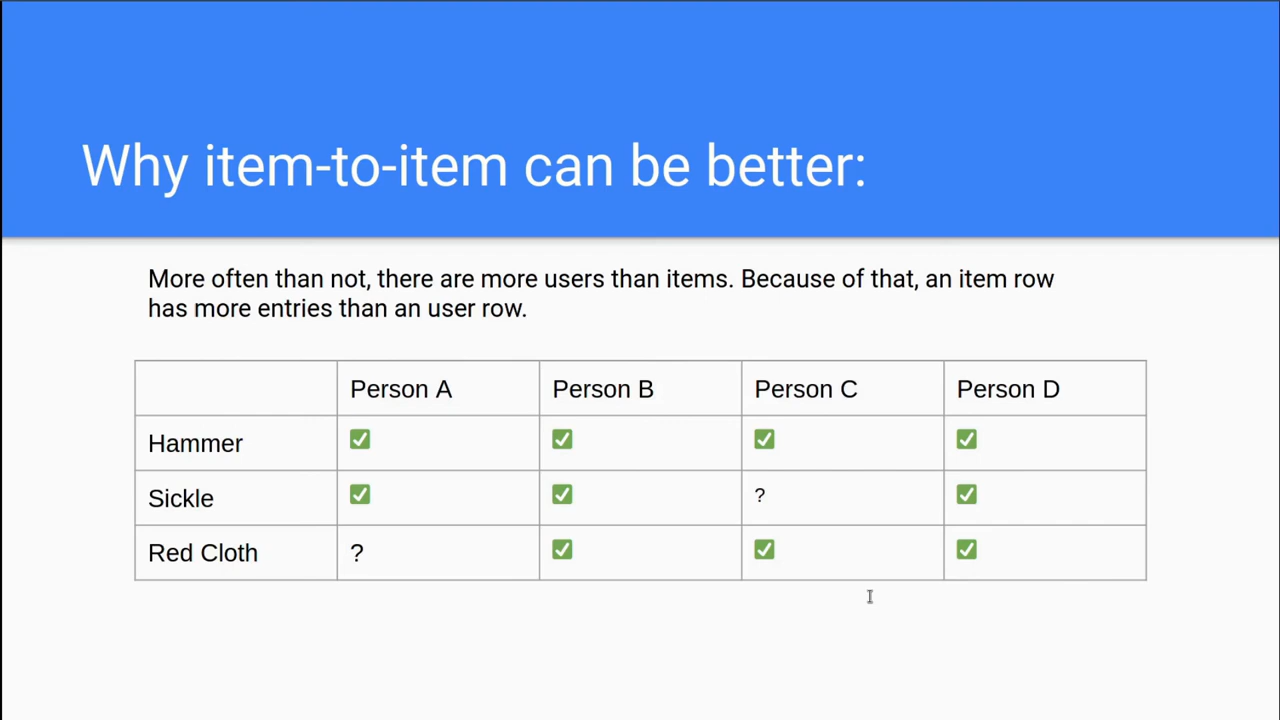 Why item-to-item can be better:
More often than not, there are more users than items. Because of that, an item row
has more entries than an user row.
Person A Person B Person C Person D
Hammer ✅ ✅ ✅ ✅
Sickle ✅ ✅ ? ✅
Red Cloth ? ✅ ✅ ✅